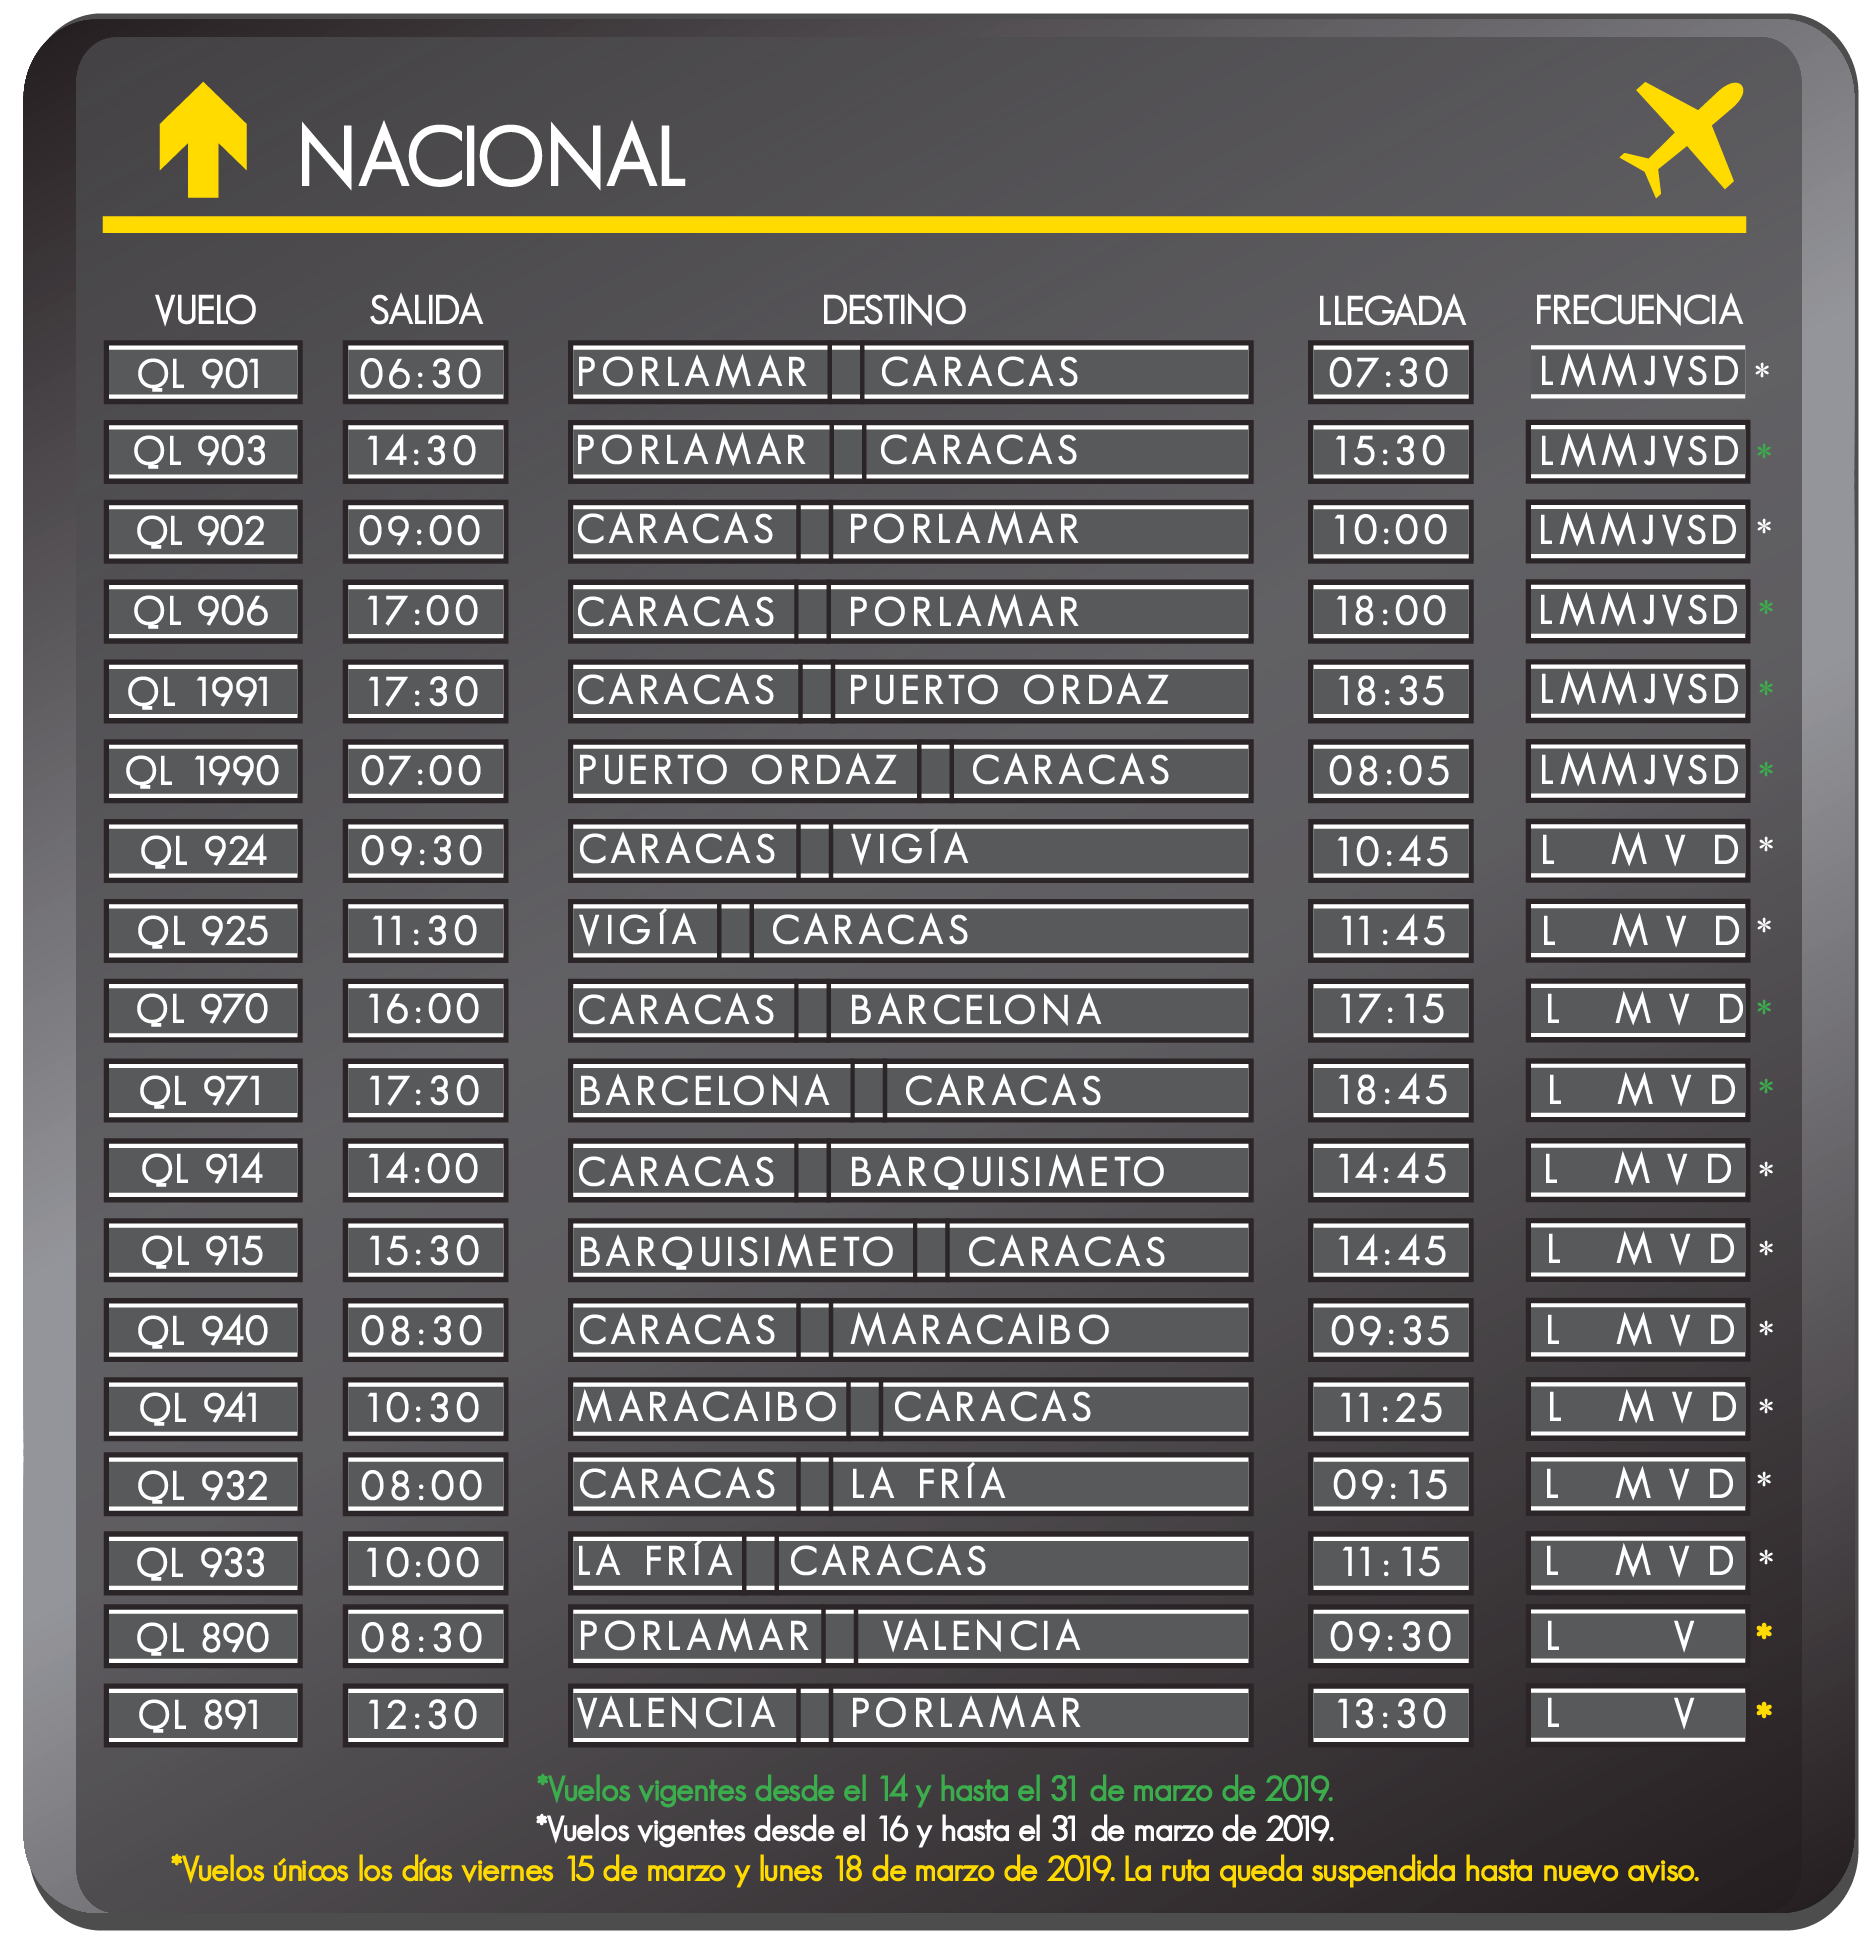 NACIONAL
VUELO SALIDA DESTINO LLEGADA FRECUENCIA
QL 901 06:30 PORLAMAR CARACAS 07:30 LMMJVSD *
QL 903 14:30 PORLAMAR CARACAS 15:30 LMMJVSD *
QL 902 09:00 CARACAS PORLAMAR 10:00 LMMJVSD *
QL 906 17:00 CARACAS PORLAMAR 18:00 LMMJVSD *
QL 1991 17:30 CARACAS PUERTO ORDAZ 18:35 LMMJVSD *
QL 1990 07:00 PUERTO ORDAZ CARACAS 08:05 LMMJVSD *
QL 924 09:30 CARACAS VIGÍA 10:45 L M V D *
QL 925 11:30 VIGÍA CARACAS 11:45 L M V D *
QL 970 16:00 CARACAS BARCELONA 17:15 L M V D *
QL 971 17:30 BARCELONA CARACAS 18:45 L M V D *
QL 914 14:00 CARACAS BARQUISIMETO 14:45 L M V D *
QL 915 15:30 BARQUISIMETO CARACAS 14:45 L M V D *
QL 940 08:30 CARACAS MARACAIBO 09:35 L M V D *
QL 941 10:30 MARACAIBO CARACAS 11:25 L M V D *
QL 932 08:00 CARACAS LA FRÍA 09:15 L M V D *
QL 933 10:00 LA FRÍA CARACAS 11:15 L M V D *
QL 890 08:30 PORLAMAR VALENCIA 09:30 L V *
QL 891 12:30 VALENCIA PORLAMAR 13:30 L V *
*Vuelos vigentes desde el 14 y hasta el 31 de marzo de 2019.
*Vuelos vigentes desde el 16 y hasta el 31 de marzo de 2019.
*Vuelos únicos los días viernes 15 de marzo y lunes 18 de marzo de 2019. La ruta queda suspendida hasta nuevo aviso.